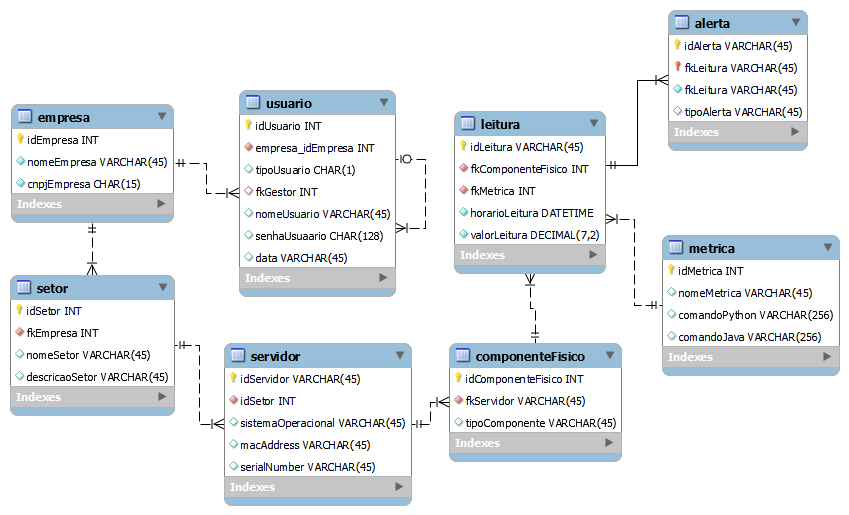 empresa
idEmpresa INT
nomeEmpresa VARCHAR(45)
cnpjEmpresa CHAR(15)
Indexes
usuario
idUsuario INT
empresa_idEmpresa INT
tipoUsuario CHAR(1)
fkGestor INT
nomeUsuario VARCHAR(45)
senhaUsuaario CHAR(128)
data VARCHAR(45)
Indexes
leitura
idLeitura VARCHAR(45)
fkComponenteFisico INT
fkMetrica INT
horarioLeitura DATETIME
valorLeitura DECIMAL(7,2)
Indexes
alerta
idAlerta VARCHAR(45)
fkLeitura VARCHAR(45)
fkLeitura VARCHAR(45)
tipoAlerta VARCHAR(45)
Indexes
metrica
idMetrica INT
nomeMetrica VARCHAR(45)
comandoPython VARCHAR(256)
comandoJava VARCHAR(256)
Indexes
setor
idSetor INT
fkEmpresa INT
nomeSetor VARCHAR(45)
descricaoSetor VARCHAR(45)
Indexes
servidor
idServidor VARCHAR(45)
idSetor INT
sistemaOperacional VARCHAR(45)
macAddress VARCHAR(45)
serialNumber VARCHAR(45)
Indexes
componenteFisico
idComponenteFisico INT
fkServidor VARCHAR(45)
tipoComponente VARCHAR(45)
Indexes